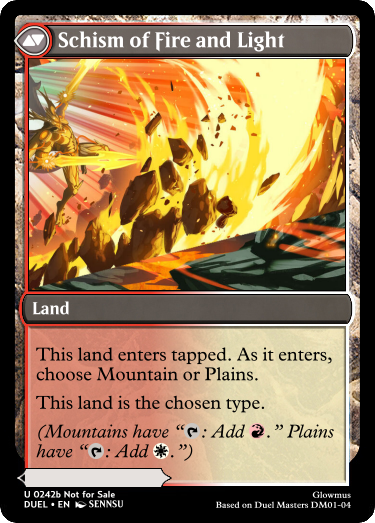 Schism of Fire and Light
Land
This land enters tapped. As it enters,
choose Mountain or Plains.
This land is the chosen type.
(Mountains have “: Add .” Plains
have “: Add .”)
U 0242b Not for Sale
DUEL • EN SENNSU
Glowmus
Based on Duel Masters DM01-04